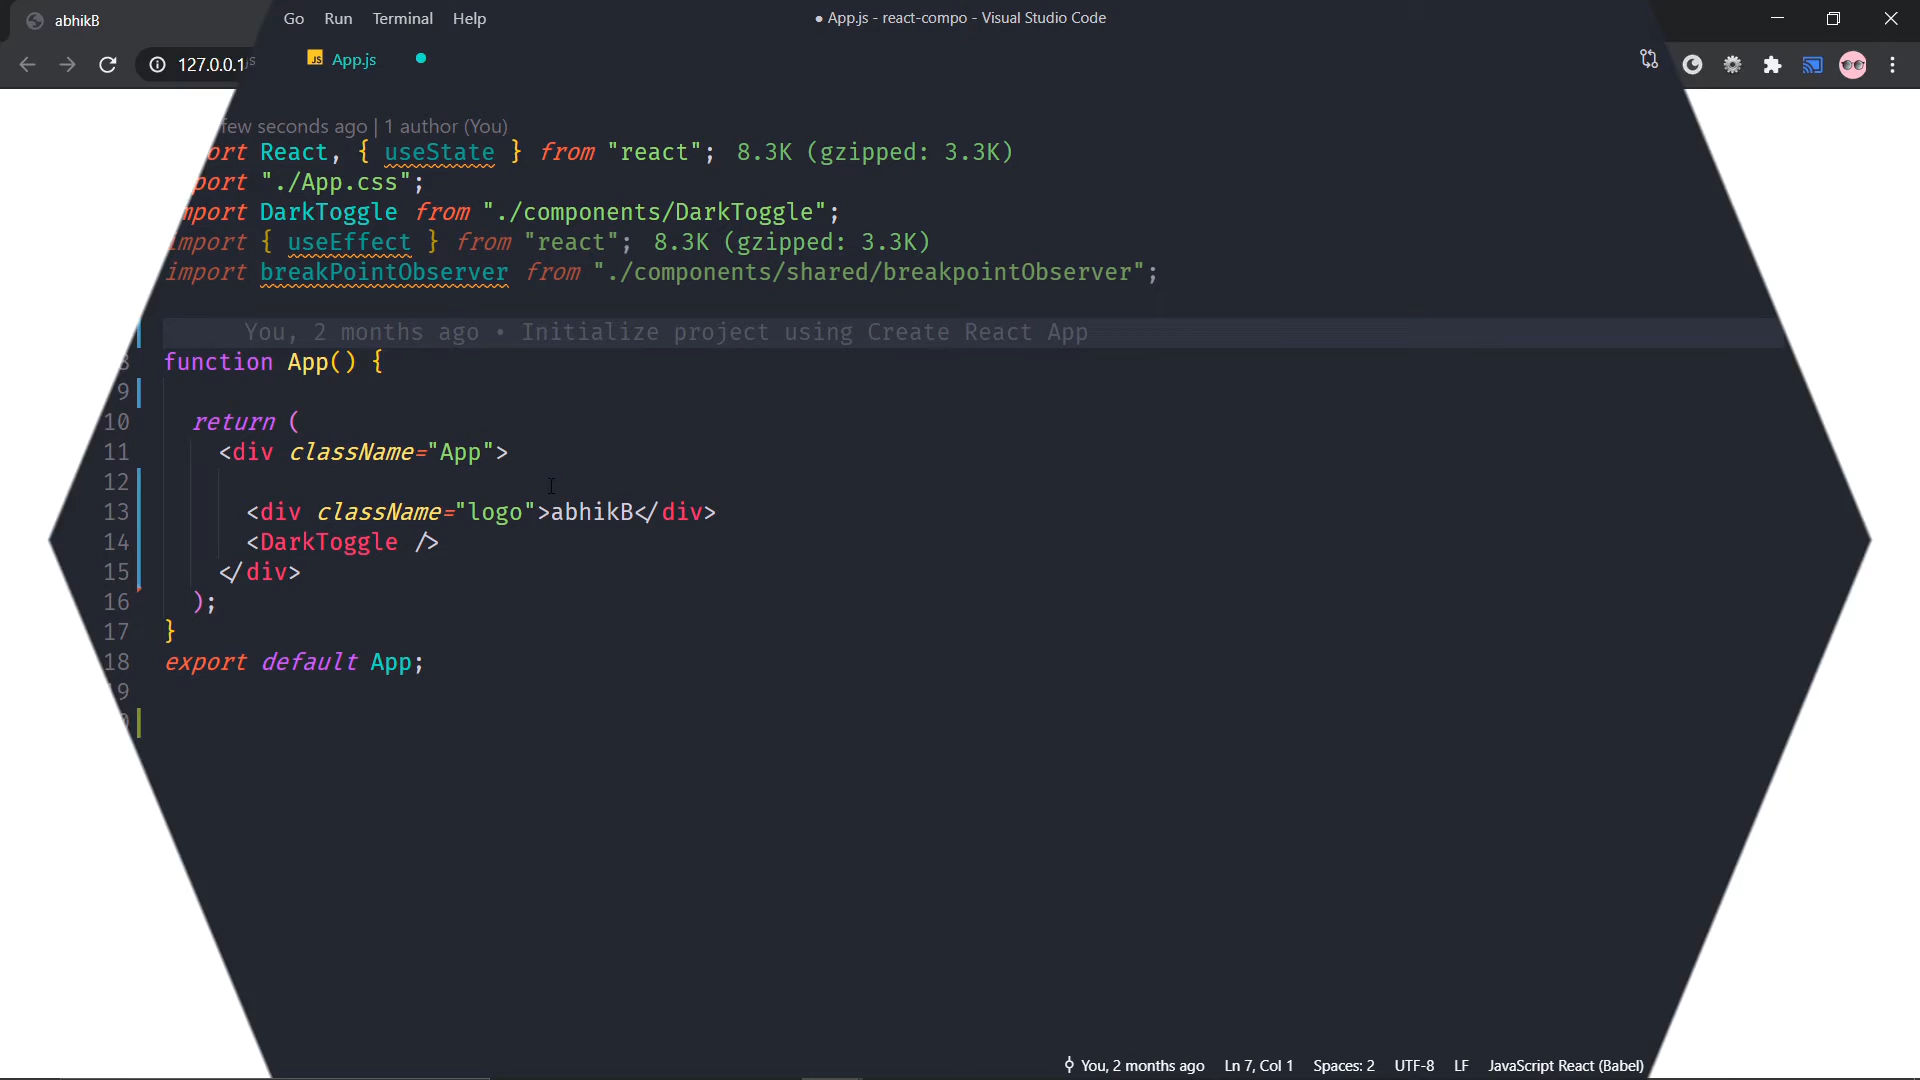 abhikB
Go Run Terminal Help
● App.js - react-compo - Visual Studio Code
127.0.0.1/
JS App.js
few seconds ago | 1 author (You)
ort React, { useState } from "react"; 8.3K (gzipped: 3.3K)
port "./App.css";
mport DarkToggle from "./components/DarkToggle";
import { useEffect } from "react"; 8.3K (gzipped: 3.3K)
import breakPointObserver from "./components/shared/breakpointObserver";
You, 2 months ago • Initialize project using Create React App
8 function App() {
9
10 return (
11 <div className="App">
12
13 <div className="logo">abhikB</div>
14 <DarkToggle />
15 </div>
16 );
17 }
18 export default App;
9
You, 2 months ago Ln 7, Col 1 Spaces: 2 UTF-8 LF JavaScript React (Babel)